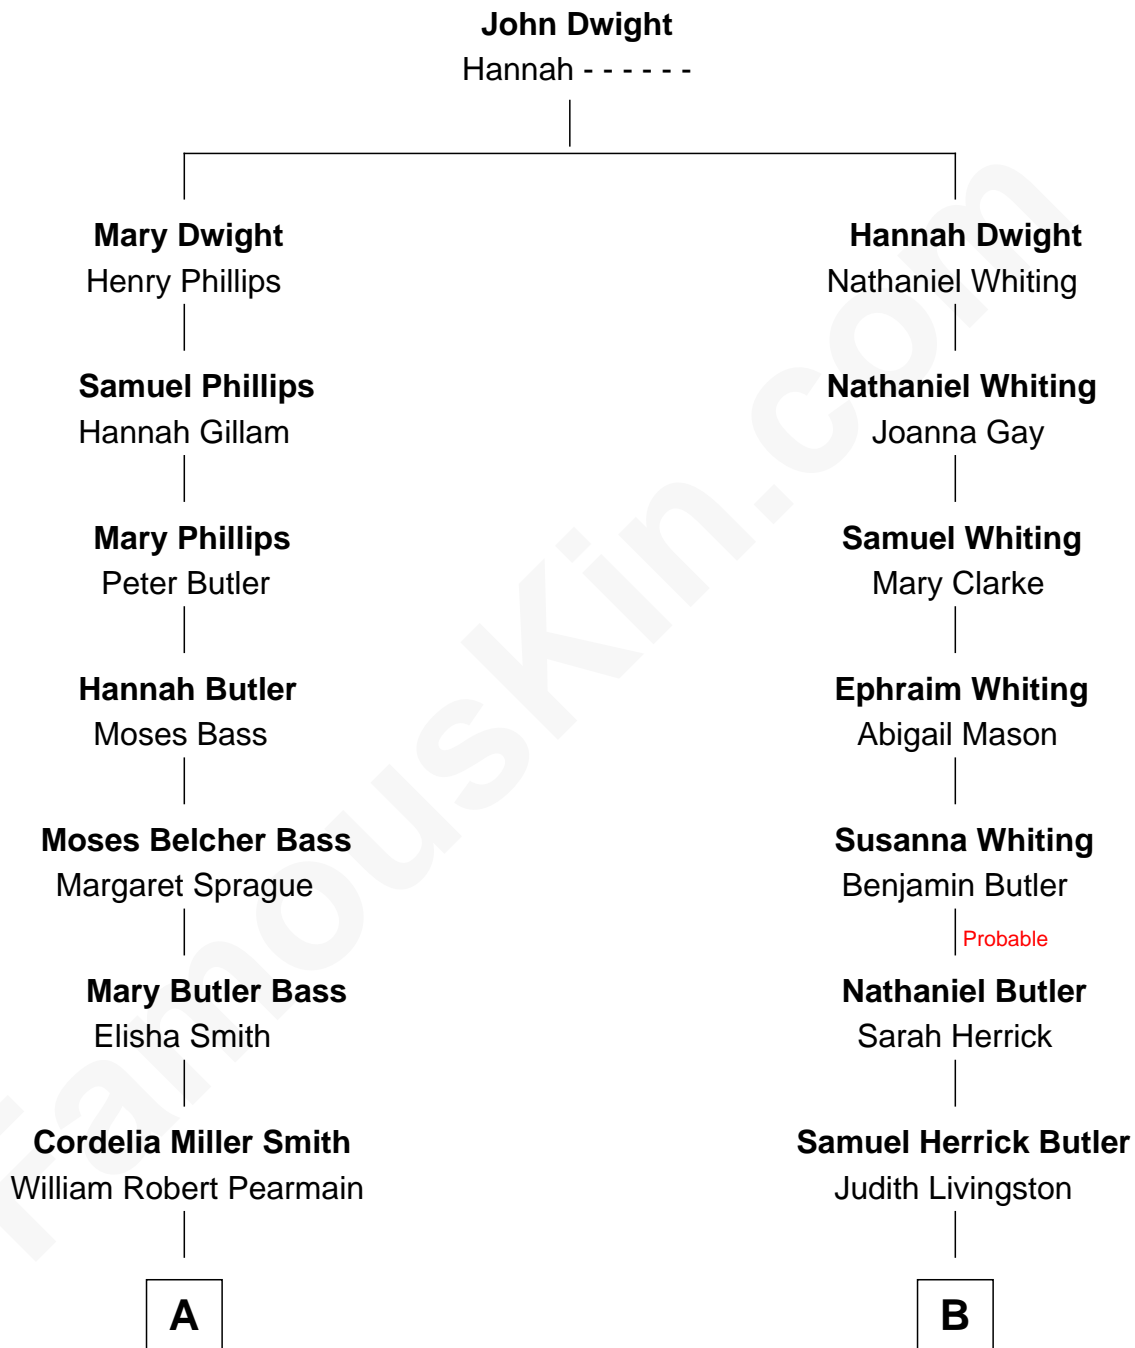 John Dwight
Hannah - - - - - -
Mary Dwight
Henry Phillips
Hannah Dwight
Nathaniel Whiting
Samuel Phillips
Hannah Gillam
Nathaniel Whiting
Joanna Gay
Mary Phillips
Peter Butler
Samuel Whiting
Mary Clarke
Hannah Butler
Moses Bass
Ephraim Whiting
Abigail Mason
Moses Belcher Bass
Margaret Sprague
Susanna Whiting
Benjamin Butler
Probable
Mary Butler Bass
Elisha Smith
Nathaniel Butler
Sarah Herrick
Cordelia Miller Smith
William Robert Pearmain
Samuel Herrick Butler
Judith Livingston
A
B
FamousKin.com